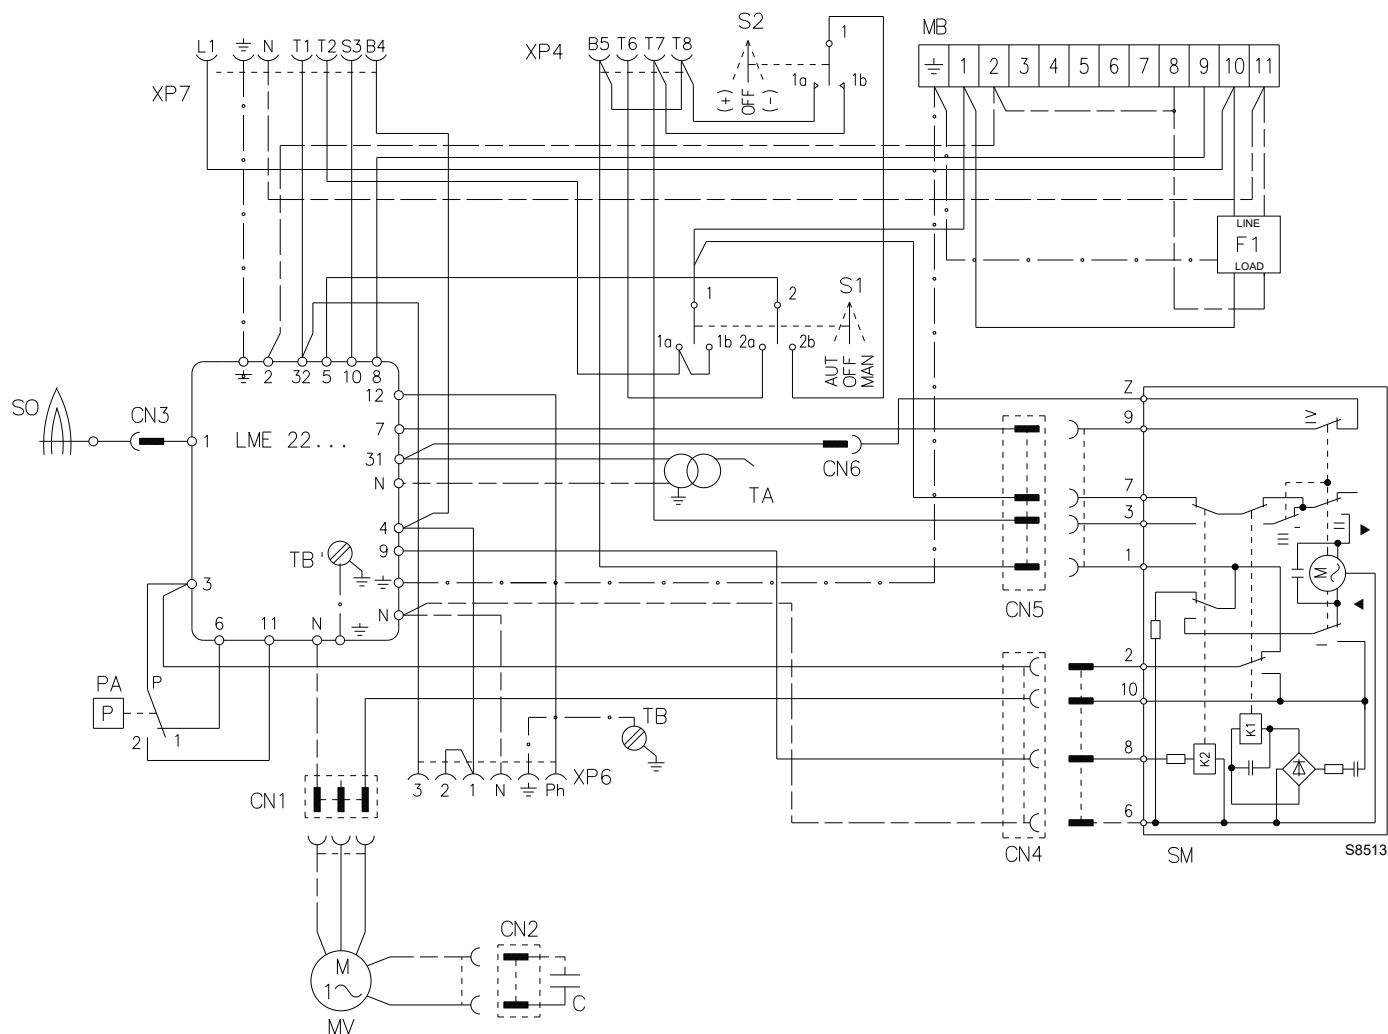 S2
MB
L1 N T1 T2 S3 B4
XP4
B5 T6 T7 T8
1
XP7
1a 1b
(+) OFF (-)
1 2 3 4 5 6 7 8 9 10 11
LINE
F1
LOAD
1 2
S1
1a 1b 2a 2b
AUT OFF MAN
2 32 5 10 8
SO
CN3
1
LME 22...
12
7
31
N
4
9
N
CN6
TA
TB'
3
6 11 N
CN5
Z
9
7
3
1
IV
III
II
M
I
PA
P
P
2 1
TB
XP6
3 2 1 N Ph
CN1
2
10
8
6
K1
K2
CN4
SM
S8513
CN2
M
1
C
MV